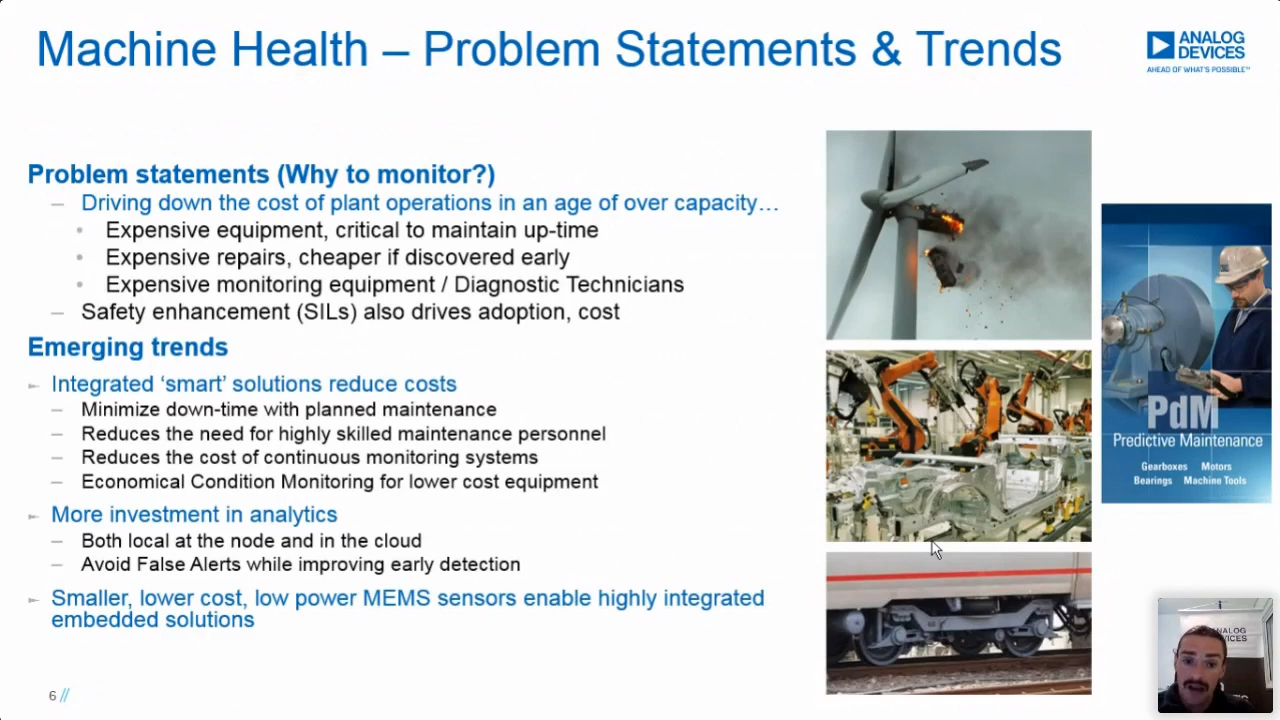 Machine Health – Problem Statements & Trends
ANALOG
DEVICES
AHEAD OF WHAT'S POSSIBLE™
Problem statements (Why to monitor?)
– Driving down the cost of plant operations in an age of over capacity…
• Expensive equipment, critical to maintain up-time
• Expensive repairs, cheaper if discovered early
• Expensive monitoring equipment / Diagnostic Technicians
– Safety enhancement (SILs) also drives adoption, cost
Emerging trends
► Integrated ‘smart’ solutions reduce costs
– Minimize down-time with planned maintenance
– Reduces the need for highly skilled maintenance personnel
– Reduces the cost of continuous monitoring systems
– Economical Condition Monitoring for lower cost equipment
► More investment in analytics
– Both local at the node and in the cloud
– Avoid False Alerts while improving early detection
► Smaller, lower cost, low power MEMS sensors enable highly integrated
embedded solutions
PdM
Predictive Maintenance
Gearboxes Motors
Bearings Machine Tools
ANALOG
DEVICES
6 //